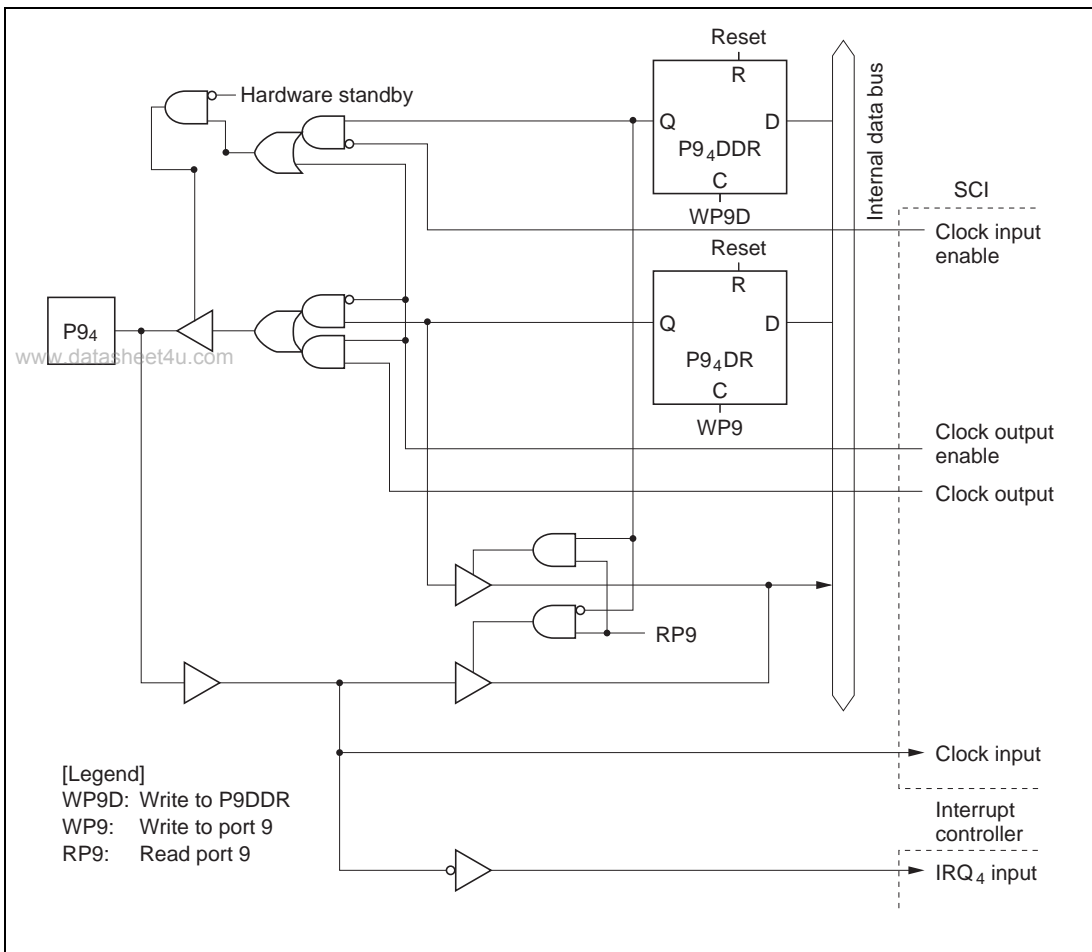 Reset
R
Hardware standby
Q
D
P94DDR
C
WP9D
Internal data bus
SCI
Clock input
enable
Reset
R
P94
Q
D
www.datasheet4u.com
P94DR
C
WP9
Clock output
enable
Clock output
RP9
Clock input
[Legend]
WP9D: Write to P9DDR
WP9: Write to port 9
RP9: Read port 9
Interrupt
controller
IRQ4 input